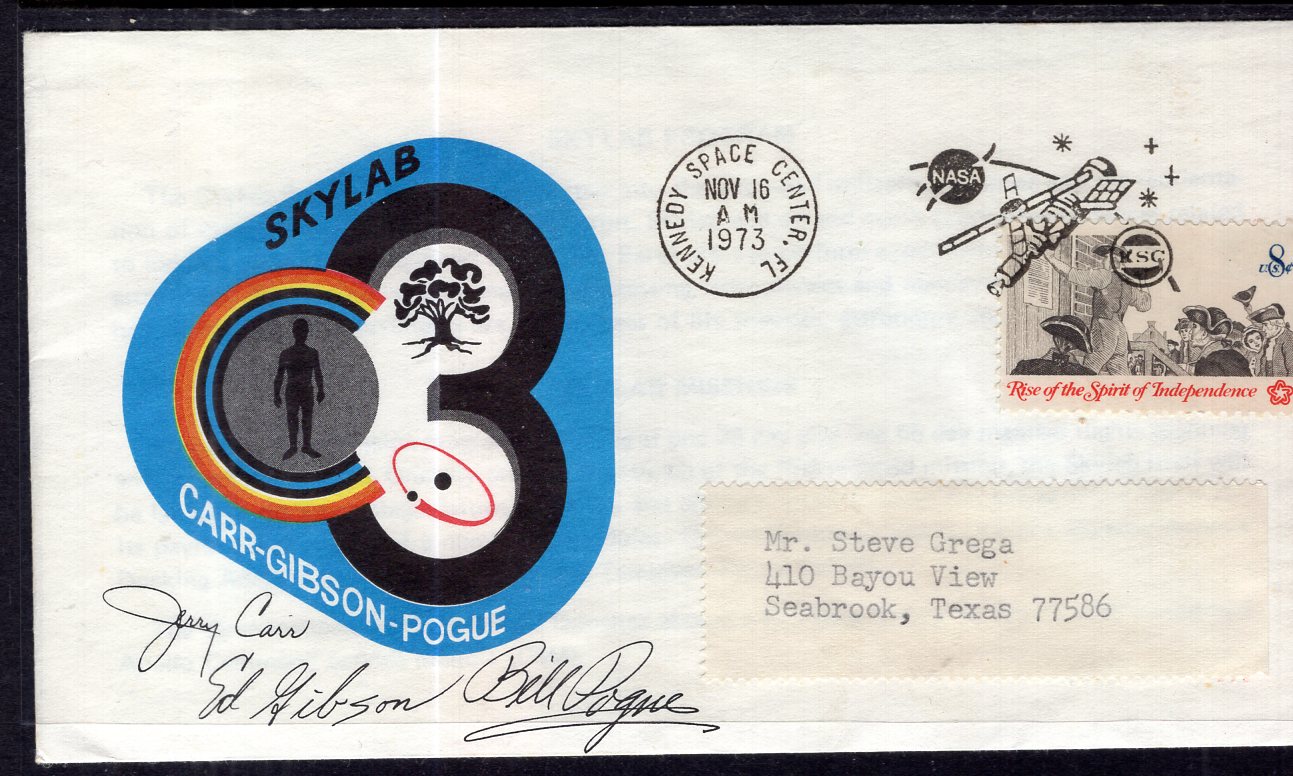 SKYLAB
3
CARR-GIBSON-POGUE
Jerry Carr
Ed Gibson
Bill Pogue
KENNEDY SPACE CENTER, FL
NOV 16
AM
1973
NASA
KSC
8
U.S. ¢
Rise of the Spirit of Independence
Mr. Steve Grega
410 Bayou View
Seabrook, Texas 77586